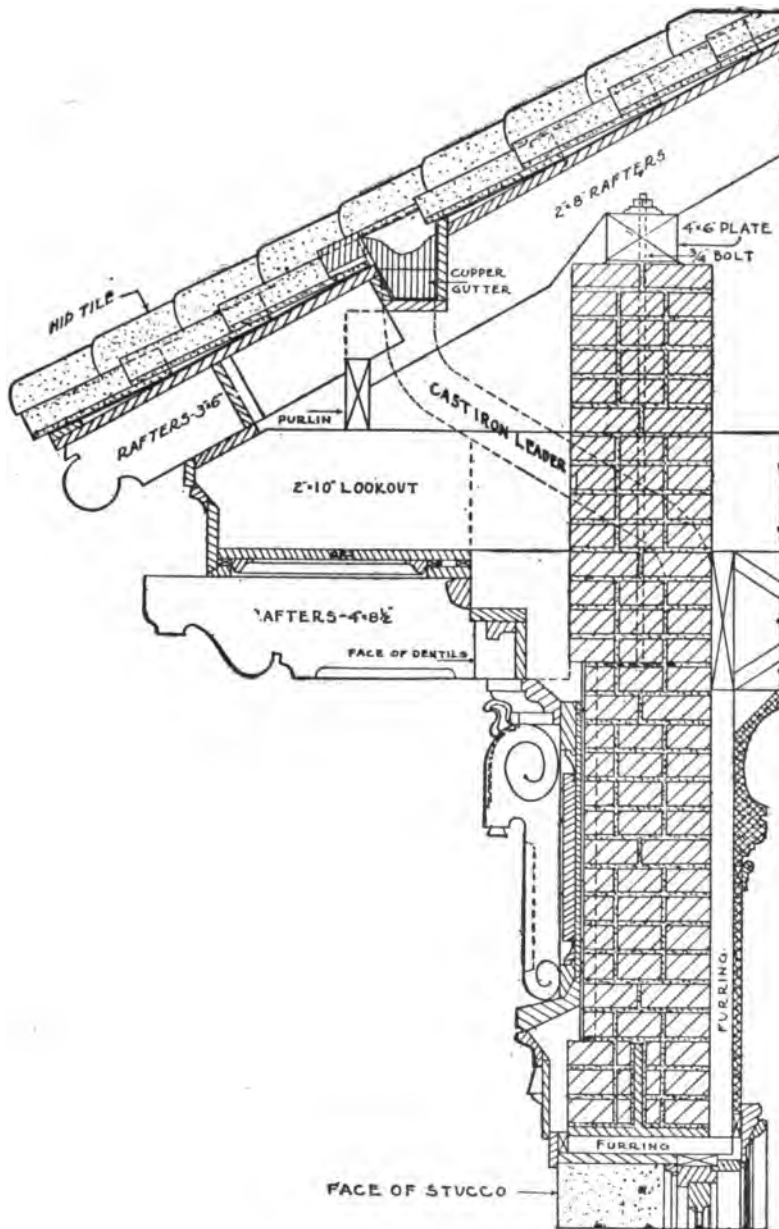 2"×8" RAFTERS
4"×6" PLATE
¾" BOLT
CUPPER
GUTTER
HIP TILE
CAST IRON LEADER
PURLIN
RAFTERS-3"×6"
2"×10" LOOKOUT
RAFTERS-4"×8½"
FACE OF DENTILS
FURRING
FURRING
FACE OF STUCCO